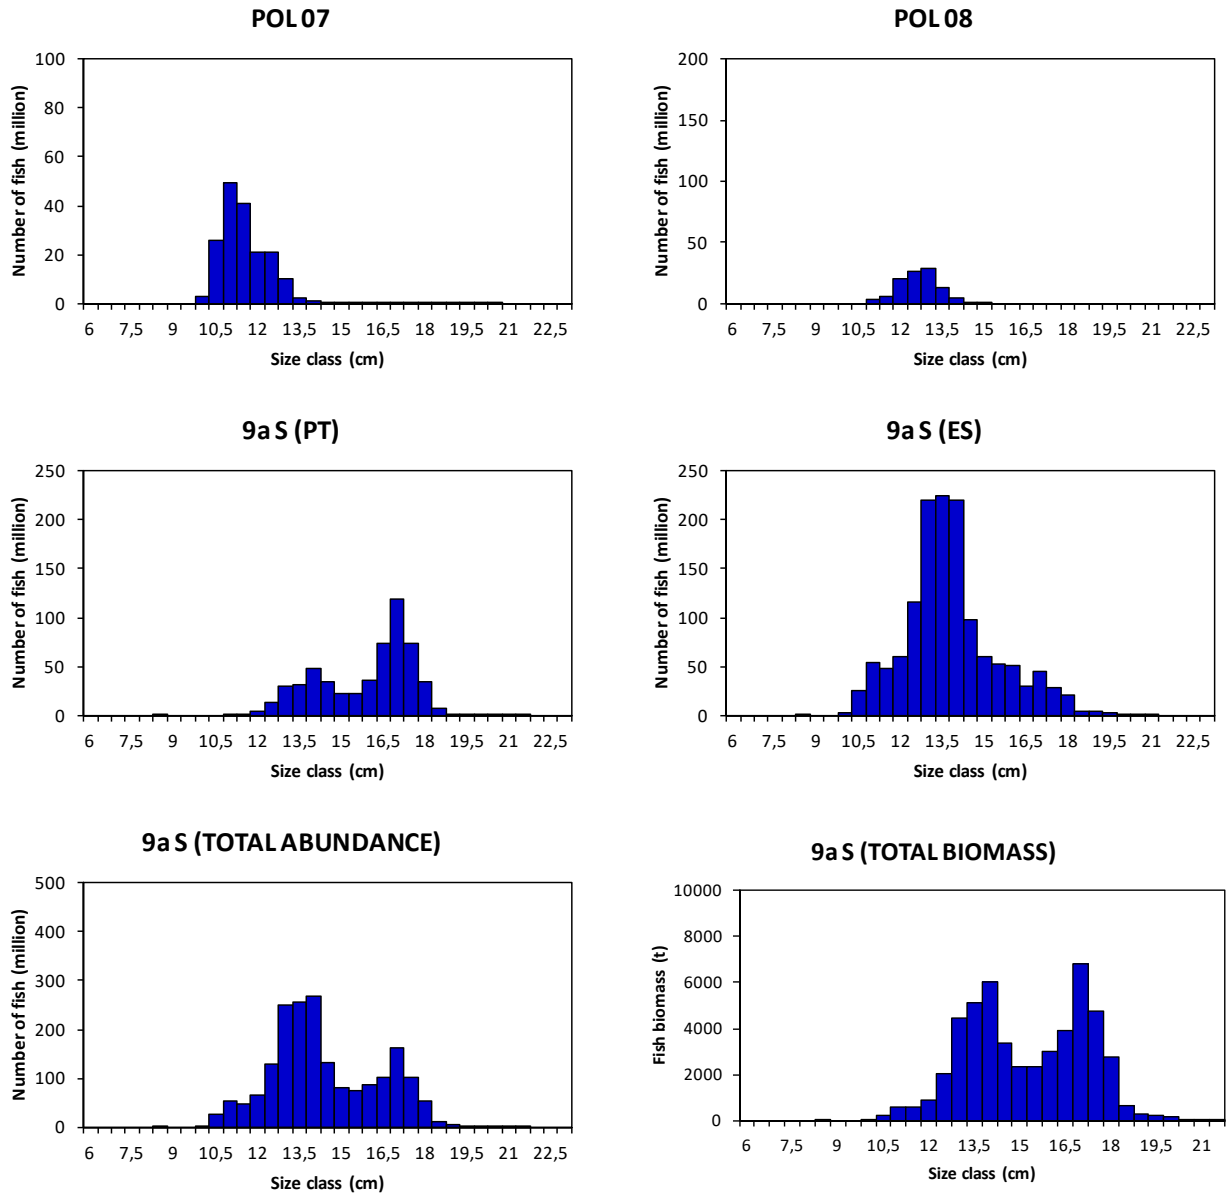 POL 07
100
80
60
40
20
0
Number of fish (million)
6 7,5 9 10,5 12 13,5 15 16,5 18 19,5 21 22,5
Size class (cm)
POL 08
200
150
100
50
0
Number of fish (million)
6 7,5 9 10,5 12 13,5 15 16,5 18 19,5 21 22,5
Size class (cm)
9a S (PT)
250
200
150
100
50
0
Number of fish (million)
6 7,5 9 10,5 12 13,5 15 16,5 18 19,5 21 22,5
Size class (cm)
9a S (ES)
250
200
150
100
50
0
Number of fish (million)
6 7,5 9 10,5 12 13,5 15 16,5 18 19,5 21 22,5
Size class (cm)
9a S (TOTAL ABUNDANCE)
500
400
300
200
100
0
Number of fish (million)
6 7,5 9 10,5 12 13,5 15 16,5 18 19,5 21 22,5
Size class (cm)
9a S (TOTAL BIOMASS)
10000
8000
6000
4000
2000
0
Fish biomass (t)
6 7,5 9 10,5 12 13,5 15 16,5 18 19,5 21
Size class (cm)